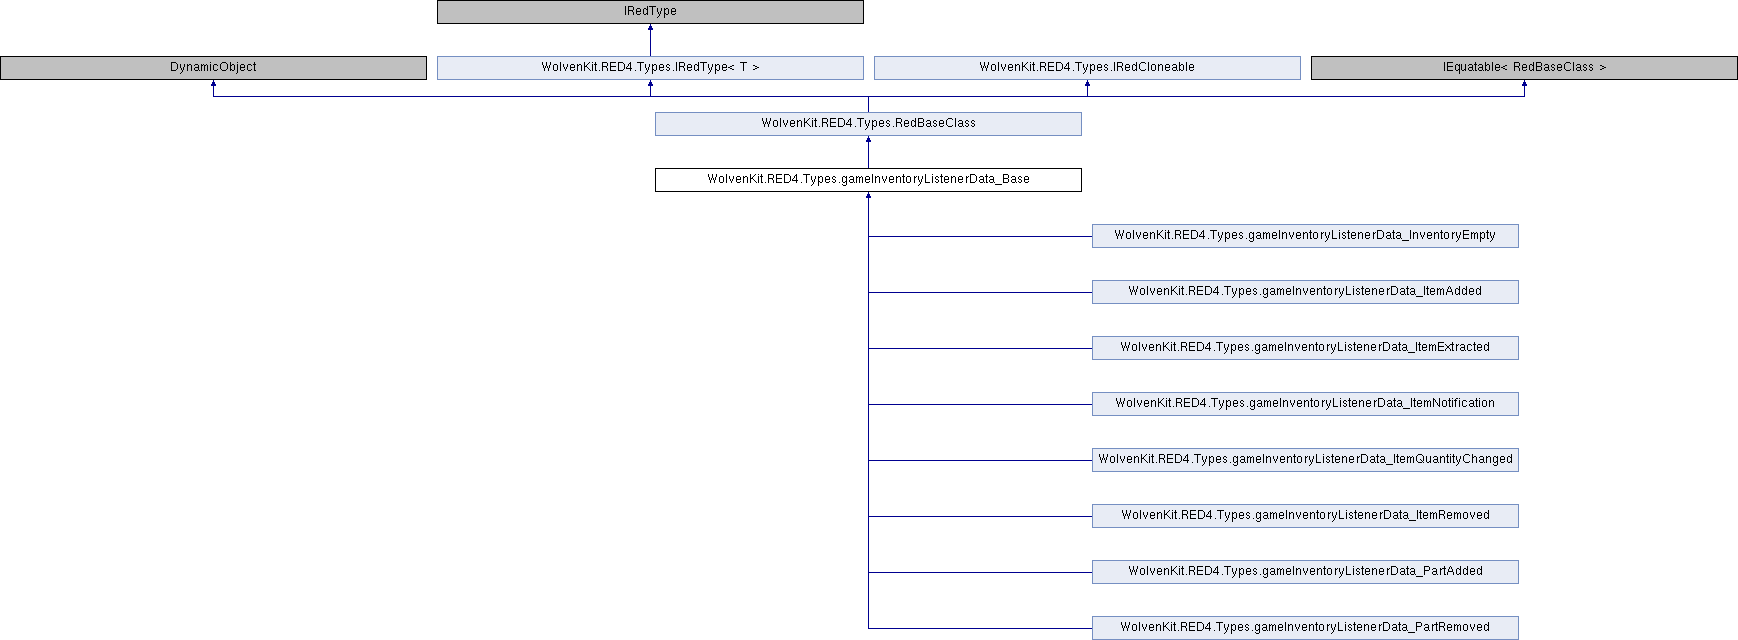 IRedType
DynamicObject
WolvenKit.RED4.Types.IRedType< T >
WolvenKit.RED4.Types.IRedCloneable
IEquatable< RedBaseClass >
WolvenKit.RED4.Types.RedBaseClass
WolvenKit.RED4.Types.gameInventoryListenerData_Base
WolvenKit.RED4.Types.gameInventoryListenerData_InventoryEmpty
WolvenKit.RED4.Types.gameInventoryListenerData_ItemAdded
WolvenKit.RED4.Types.gameInventoryListenerData_ItemExtracted
WolvenKit.RED4.Types.gameInventoryListenerData_ItemNotification
WolvenKit.RED4.Types.gameInventoryListenerData_ItemQuantityChanged
WolvenKit.RED4.Types.gameInventoryListenerData_ItemRemoved
WolvenKit.RED4.Types.gameInventoryListenerData_PartAdded
WolvenKit.RED4.Types.gameInventoryListenerData_PartRemoved